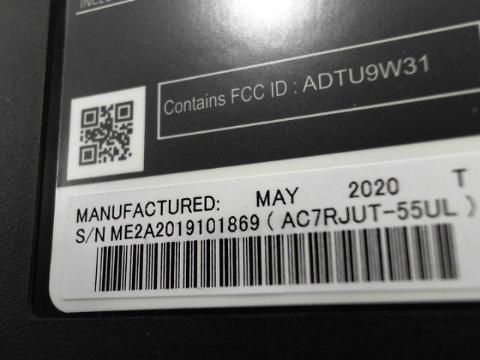 Contains FCC ID : ADTU9W31
MANUFACTURED: MAY 2020 T
S/N ME2A2019101869 ( AC7RJUT-55UL )